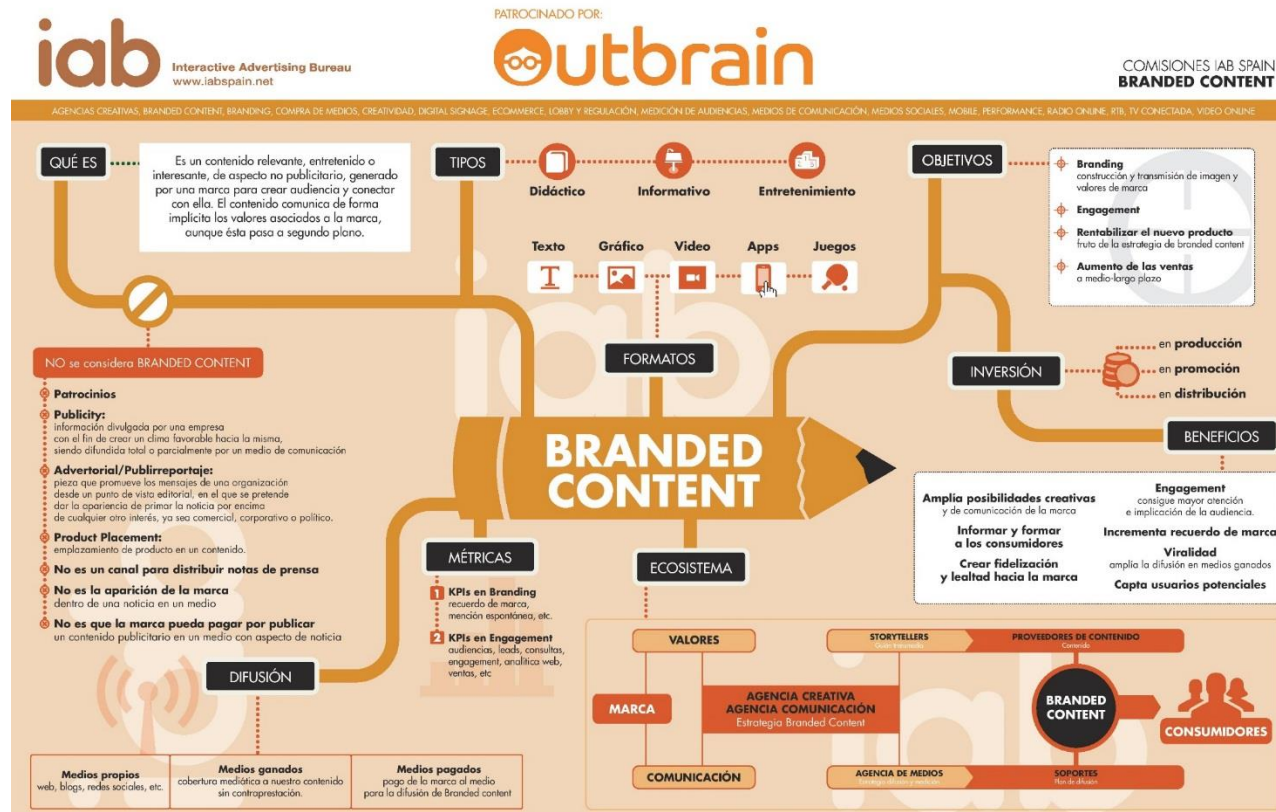 PATROCINADO POR:
iab
Interactive Advertising Bureau
www.iabspain.net
Outbrain
COMISIONES IAB SPAIN
BRANDED CONTENT
AGENCIAS CREATIVAS, BRANDED CONTENT, BRANDING, COMPRA DE MEDIOS, CREATIVIDAD, DIGITAL SIGNAGE, ECOMMERCE, LOBBY Y REGULACIÓN, MEDICIÓN DE AUDIENCIAS, MEDIOS DE COMUNICACIÓN, MEDIOS SOCIALES, MOBILE, PERFORMANCE, RADIO ONLINE, RTB, TV CONECTADA, VIDEO ONLINE
QUÉ ES
Es un contenido relevante, entretenido o
interesante, de aspecto no publicitario, generado
por una marca para crear audiencia y conectar
con ella. El contenido comunica de forma
implícita los valores asociados a la marca,
aunque ésta pasa a segundo plano.
TIPOS
Didáctico
Informativo
Entretenimiento
Texto
Gráfico
Video
Apps
Juegos
FORMATOS
OBJETIVOS
Branding
construcción y transmisión de imagen y
valores de marca
Engagement
Rentabilizar el nuevo producto
fruto de la estrategia de branded content
Aumento de las ventas
a medio-largo plazo
INVERSIÓN
en producción
en promoción
en distribución
BENEFICIOS
Amplia posibilidades creativas
y de comunicación de la marca
Informar y formar
a los consumidores
Crear fidelización
y lealtad hacia la marca
Engagement
consigue mayor atención
e implicación de la audiencia.
Incrementa recuerdo de marca
Viralidad
amplía la difusión en medios ganados
Capta usuarios potenciales
NO se considera BRANDED CONTENT
Patrocinios
Publicity:
información divulgada por una empresa
con el fin de crear un clima favorable hacia la misma,
siendo difundida total o parcialmente por un medio de comunicación
Advertorial/Publirreportaje:
pieza que promueve los mensajes de una organización
desde un punto de vista editorial, en el que se pretende
dar la apariencia de primar la noticia por encima
de cualquier otro interés, ya sea comercial, corporativo o político.
Product Placement:
emplazamiento de producto en un contenido.
No es un canal para distribuir notas de prensa
No es la aparición de la marca
dentro de una noticia en un medio
No es que la marca pueda pagar por publicar
un contenido publicitario en un medio con aspecto de noticia
iab
BRANDED
CONTENT
MÉTRICAS
1 KPIs en Branding
recuerdo de marca,
mención espontánea, etc.
2 KPIs en Engagement
audiencias, leads, consultas,
engagement, analítica web,
ventas, etc
DIFUSIÓN
Medios propios
web, blogs, redes sociales, etc.
Medios ganados
cobertura mediática a nuestro contenido
sin contraprestación.
Medios pagados
pago de la marca al medio
para la difusión de Branded content
ECOSISTEMA
VALORES
MARCA
COMUNICACIÓN
AGENCIA CREATIVA
AGENCIA COMUNICACIÓN
Estrategia Branded Content
STORYTELLERS
PROVEEDORES DE CONTENIDO
Contenido
BRANDED
CONTENT
CONSUMIDORES
AGENCIA DE MEDIOS
SOPORTES
Plan de difusión
iab